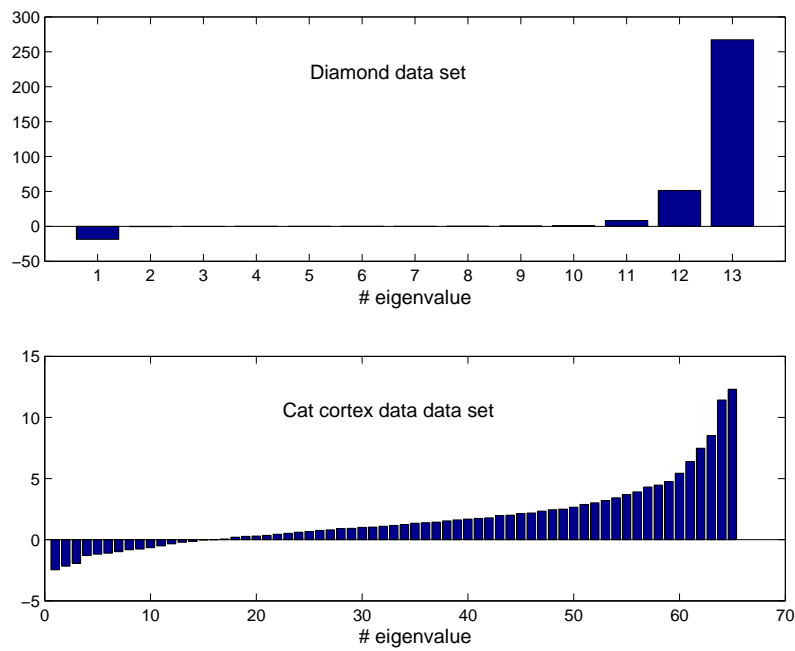 300
250
200
150
100
50
0
−50
Diamond data set
1 2 3 4 5 6 7 8 9 10 11 12 13
# eigenvalue
15
10
5
0
−5
Cat cortex data data set
0 10 20 30 40 50 60 70
# eigenvalue